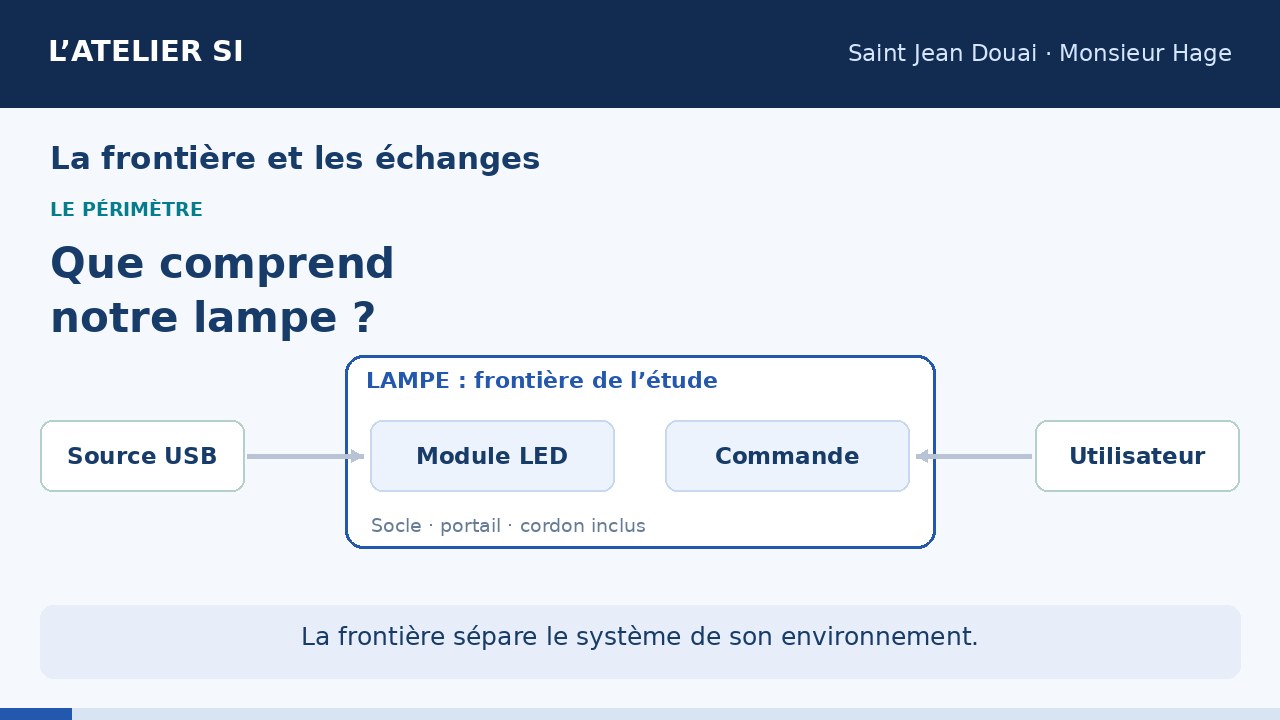 L’ATELIER SI
Saint Jean Douai · Monsieur Hage
La frontière et les échanges
LE PÉRIMÈTRE
Que comprend
notre lampe ?
LAMPE : frontière de l’étude
Source USB
Module LED
Commande
Utilisateur
Socle · portail · cordon inclus
La frontière sépare le système de son environnement.